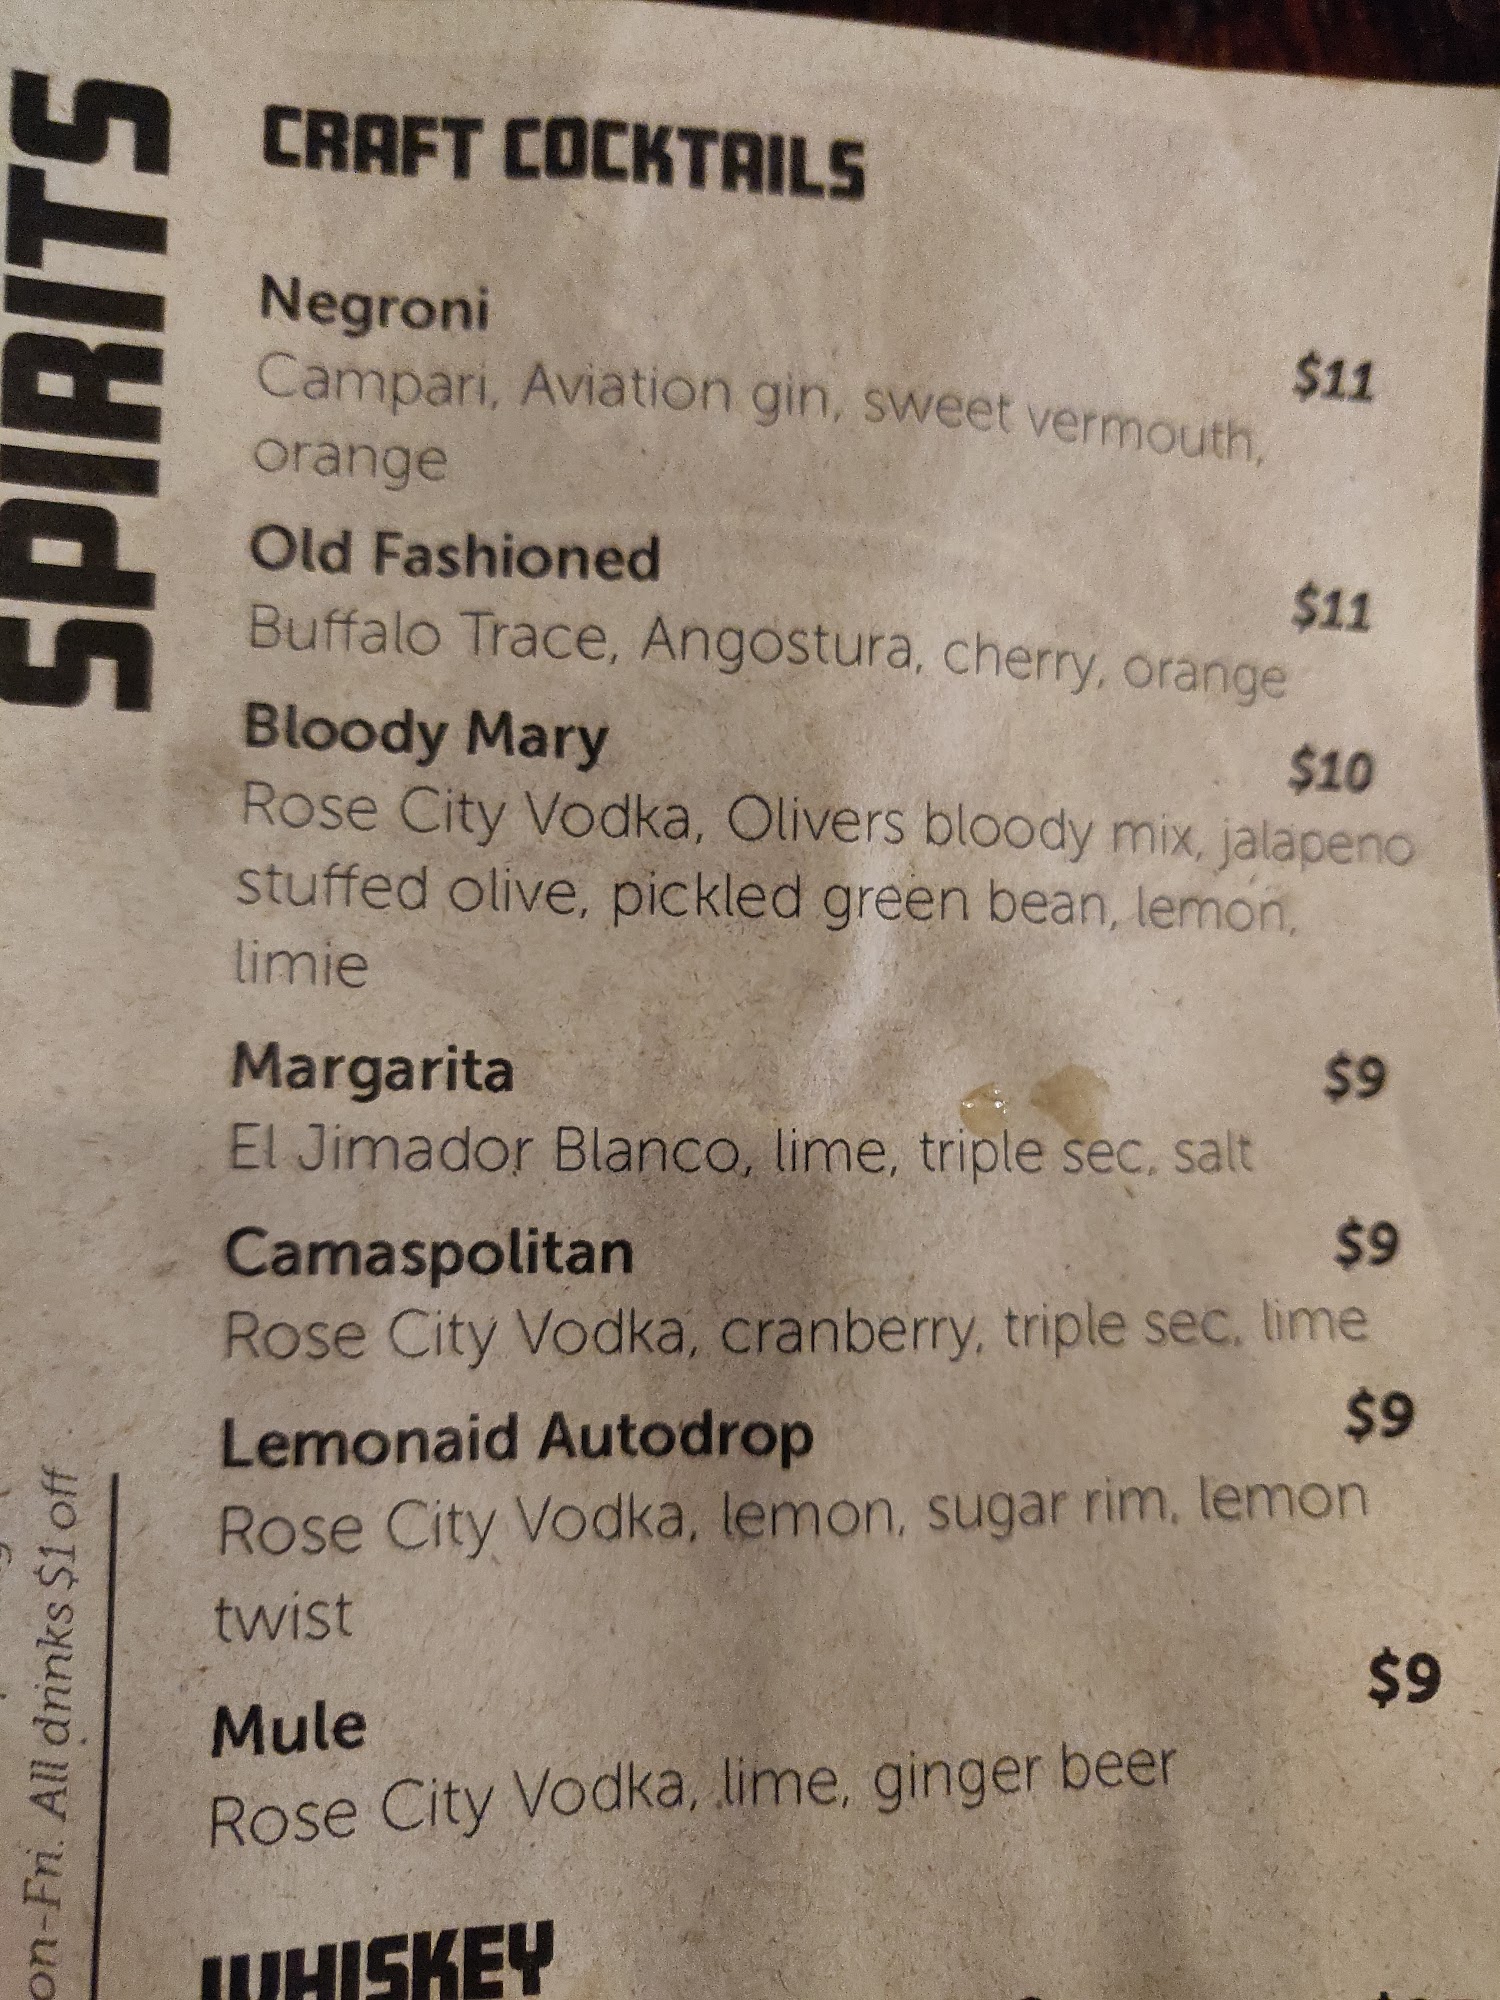 SPIRITS
CRAFT COCKTAILS
Negroni $11
Campari, Aviation gin, sweet vermouth,
orange
Old Fashioned $11
Buffalo Trace, Angostura, cherry, orange
Bloody Mary $10
Rose City Vodka, Olivers bloody mix, jalapeno
stuffed olive, pickled green bean, lemon,
limie
Margarita $9
El Jimador Blanco, lime, triple sec, salt
Camaspolitan $9
Rose City Vodka, cranberry, triple sec, lime
Lemonaid Autodrop $9
Rose City Vodka, lemon, sugar rim, lemon
twist
Mule $9
Rose City Vodka, lime, ginger beer
WHISKEY
on-Fri. All drinks $1 off